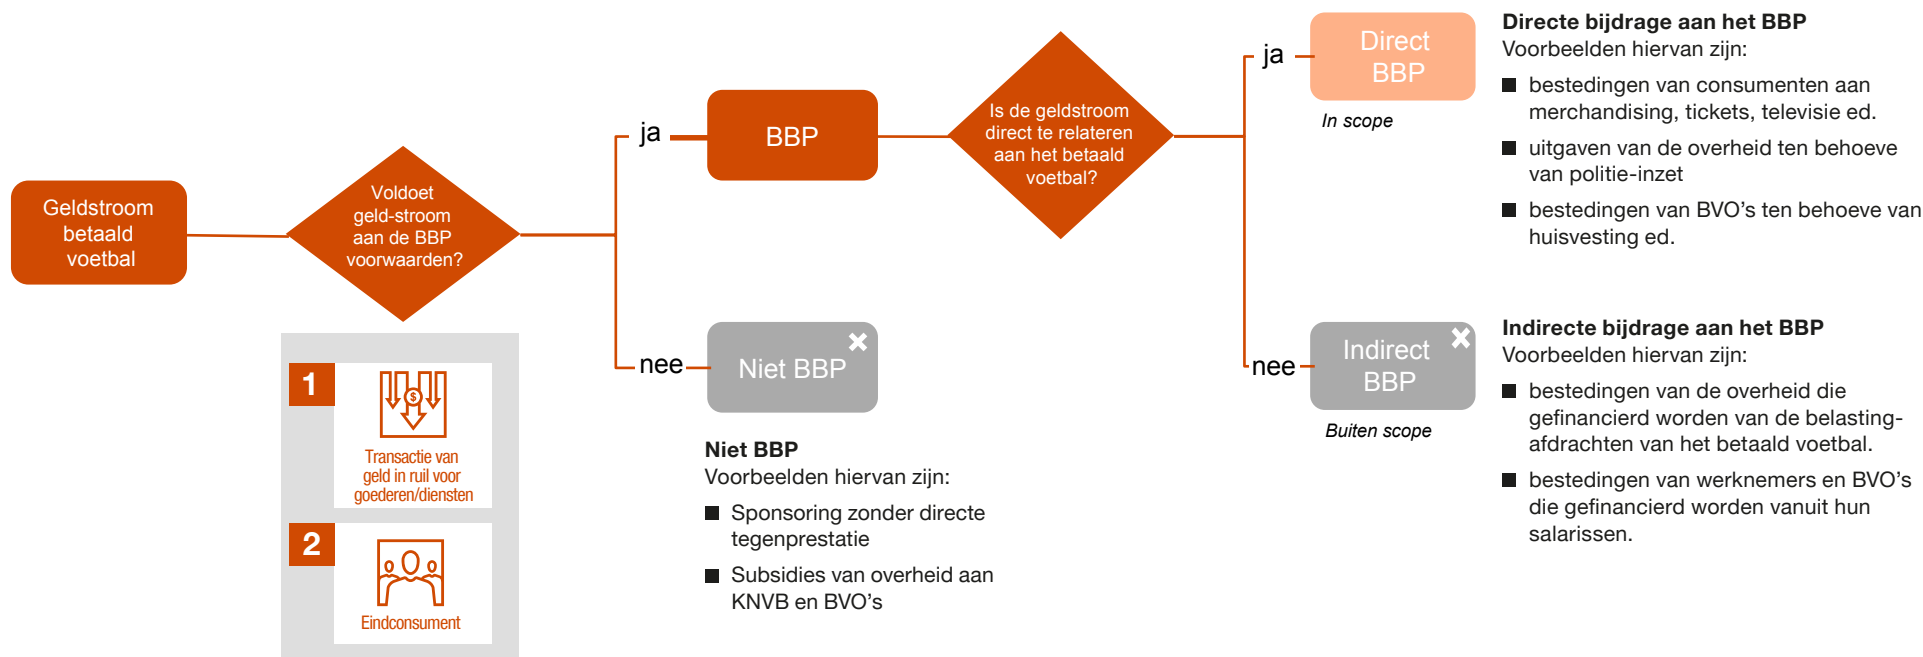 Geldstroom
betaald
voetbal
Voldoet
geld-stroom
aan de BBP
voorwaarden?
1
Transactie van
geld in ruil voor
goederen/diensten
2
Eindconsument
ja
BBP
nee
Niet BBP
Niet BBP
Voorbeelden hiervan zijn:
■ Sponsoring zonder directe
tegenprestatie
■ Subsidies van overheid aan
KNVB en BVO's
Is de geldstroom
direct te relateren
aan het betaald
voetbal?
ja
Direct
BBP
In scope
nee
Indirect
BBP
Buiten scope
Directe bijdrage aan het BBP
Voorbeelden hiervan zijn:
■ bestedingen van consumenten aan
merchandising, tickets, televisie ed.
■ uitgaven van de overheid ten behoeve
van politie-inzet
■ bestedingen van BVO's ten behoeve van
huisvesting ed.
Indirecte bijdrage aan het BBP
Voorbeelden hiervan zijn:
■ bestedingen van de overheid die
gefinancierd worden van de belasting-
afdrachten van het betaald voetbal.
■ bestedingen van werknemers en BVO's
die gefinancierd worden vanuit hun
salarissen.